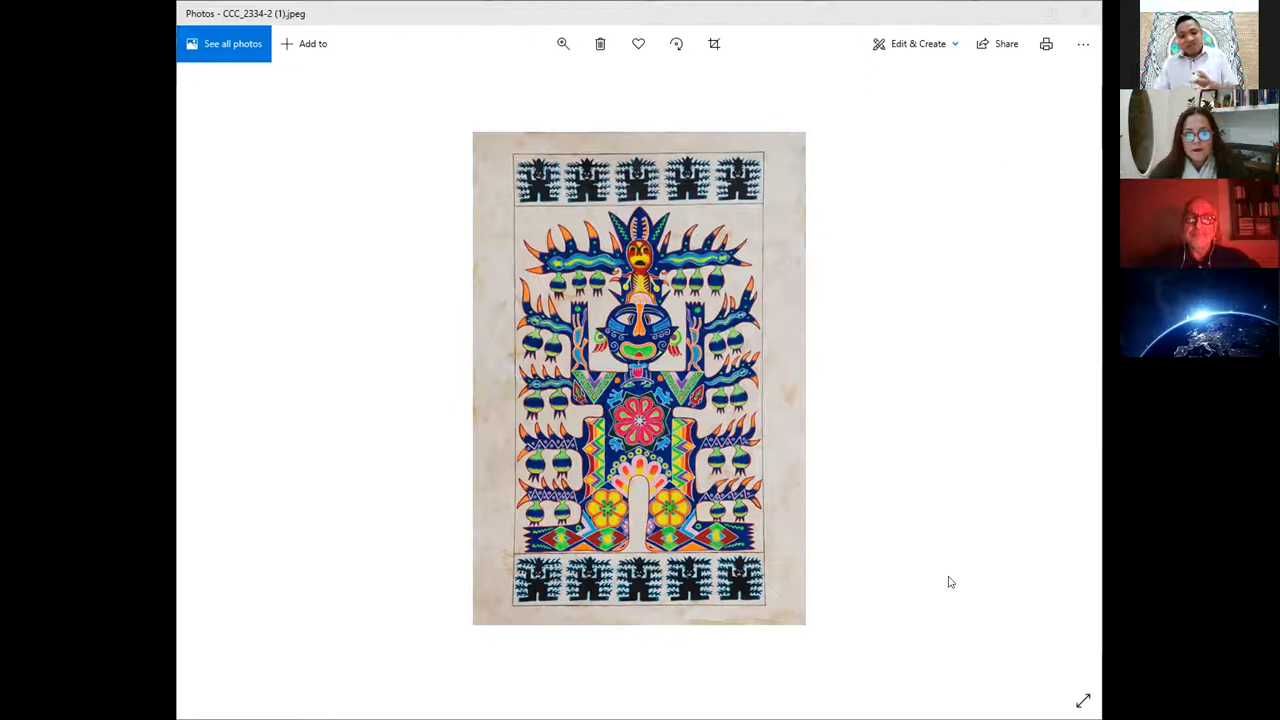 Photos - CCC_2334-2 (1).jpeg
See all photos
Add to
Edit & Create
Share